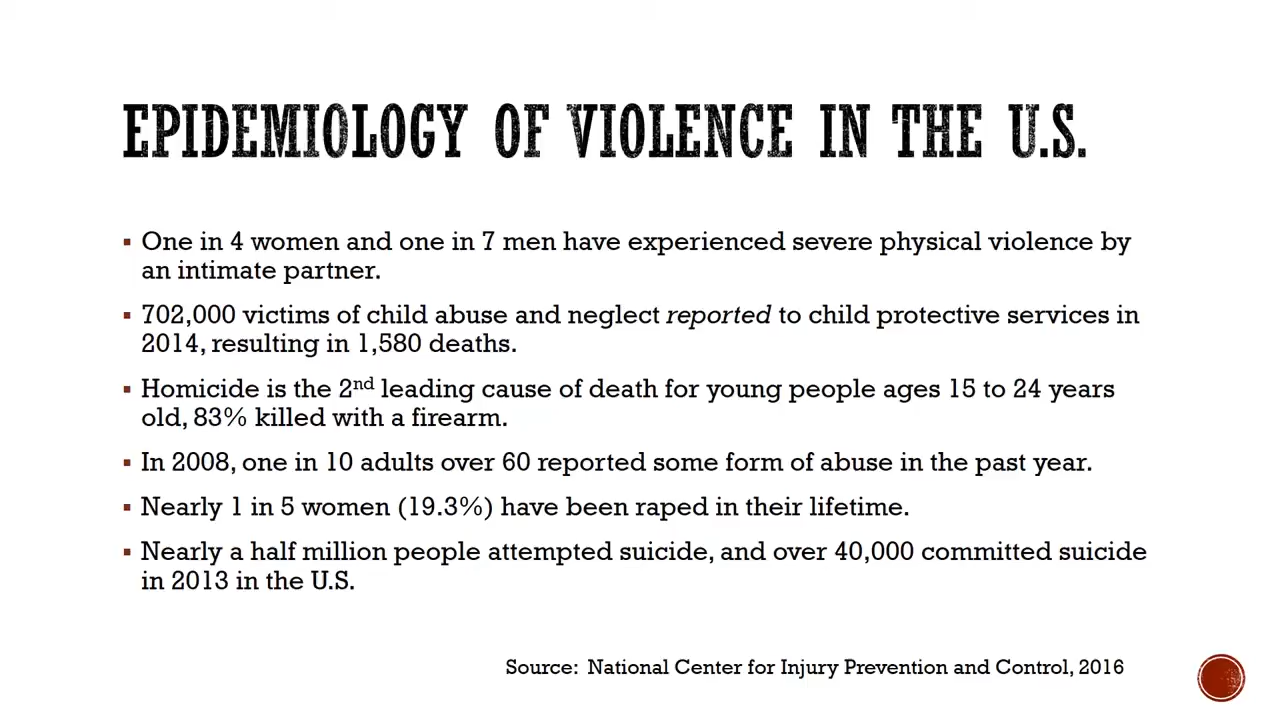 EPIDEMIOLOGY OF VIOLENCE IN THE U.S.
▪ One in 4 women and one in 7 men have experienced severe physical violence by
an intimate partner.
▪ 702,000 victims of child abuse and neglect reported to child protective services in
2014, resulting in 1,580 deaths.
▪ Homicide is the 2nd leading cause of death for young people ages 15 to 24 years
old, 83% killed with a firearm.
▪ In 2008, one in 10 adults over 60 reported some form of abuse in the past year.
▪ Nearly 1 in 5 women (19.3%) have been raped in their lifetime.
▪ Nearly a half million people attempted suicide, and over 40,000 committed suicide
in 2013 in the U.S.
Source: National Center for Injury Prevention and Control, 2016